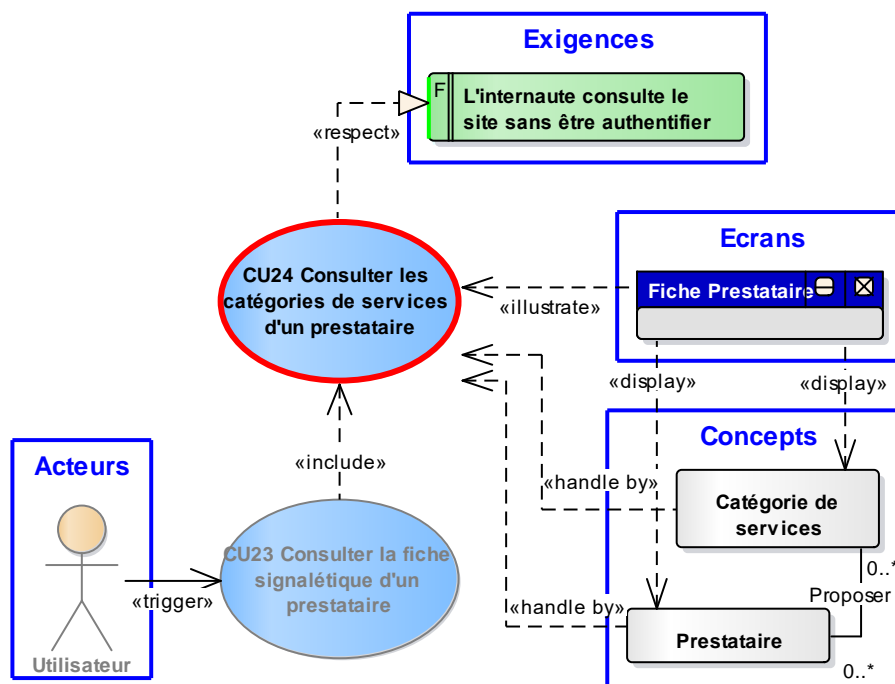 Exigences
F
L'internaute consulte le
site sans être authentifier
«respect»
CU24 Consulter les
catégories de services
d'un prestataire
Ecrans
Fiche Prestataire
«illustrate»
«display»
«display»
Concepts
«include»
«handle by»
Catégorie de
services
Acteurs
CU23 Consulter la fiche
signalétique d'un
prestataire
«trigger»
Utilisateur
«handle by»
0..*
Proposer
Prestataire
0..*